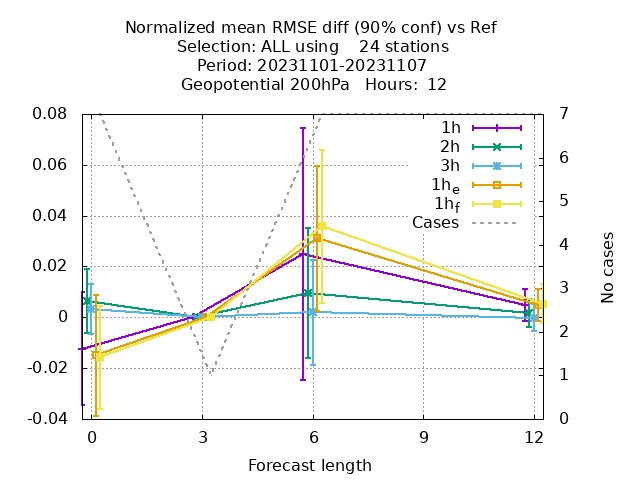 Normalized mean RMSE diff (90% conf) vs Ref
Selection: ALL using    24 stations
Period: 20231101-20231107
Geopotential 200hPa   Hours:  12
0.08
0.06
0.04
0.02
0
-0.02
-0.04
7
6
5
4
3
2
1
0
1h
2h
3h
1he
1hf
Cases
No cases
0
3
6
9
12
Forecast length